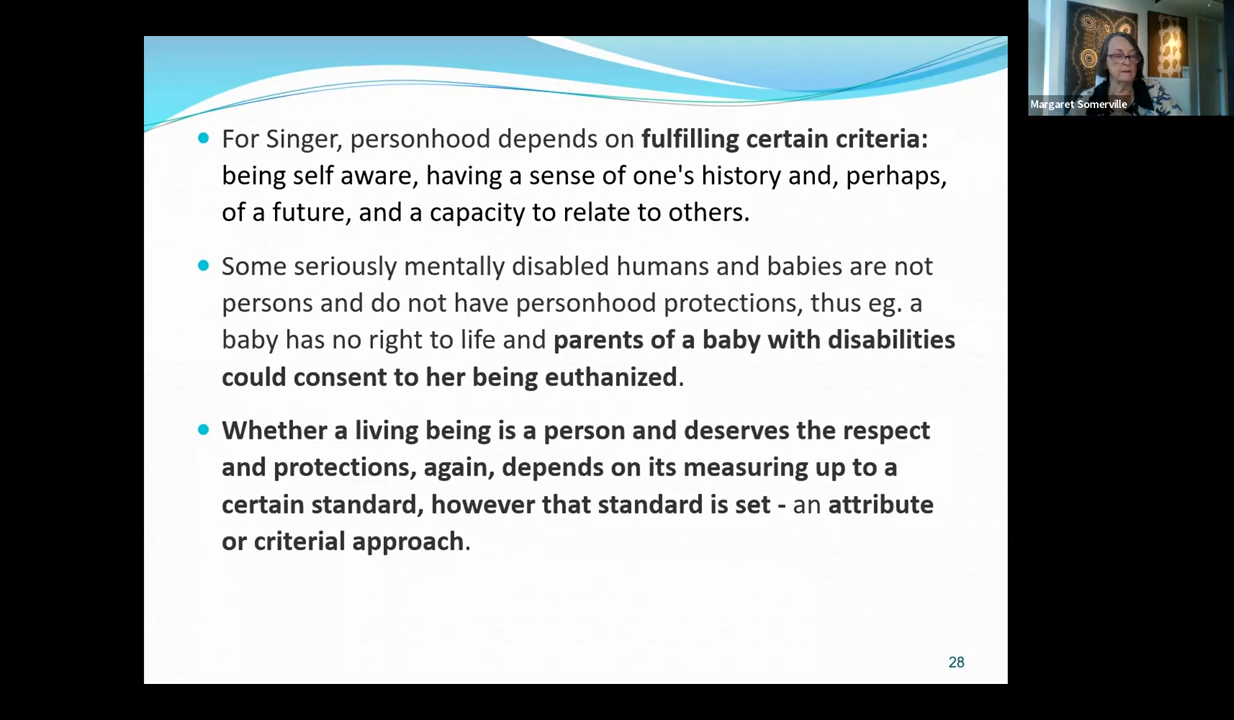 For Singer, personhood depends on fulfilling certain criteria:
being self aware, having a sense of one's history and, perhaps,
of a future, and a capacity to relate to others.
Some seriously mentally disabled humans and babies are not
persons and do not have personhood protections, thus eg. a
baby has no right to life and parents of a baby with disabilities
could consent to her being euthanized.
Whether a living being is a person and deserves the respect
and protections, again, depends on its measuring up to a
certain standard, however that standard is set - an attribute
or criterial approach.
28
Margaret Somerville